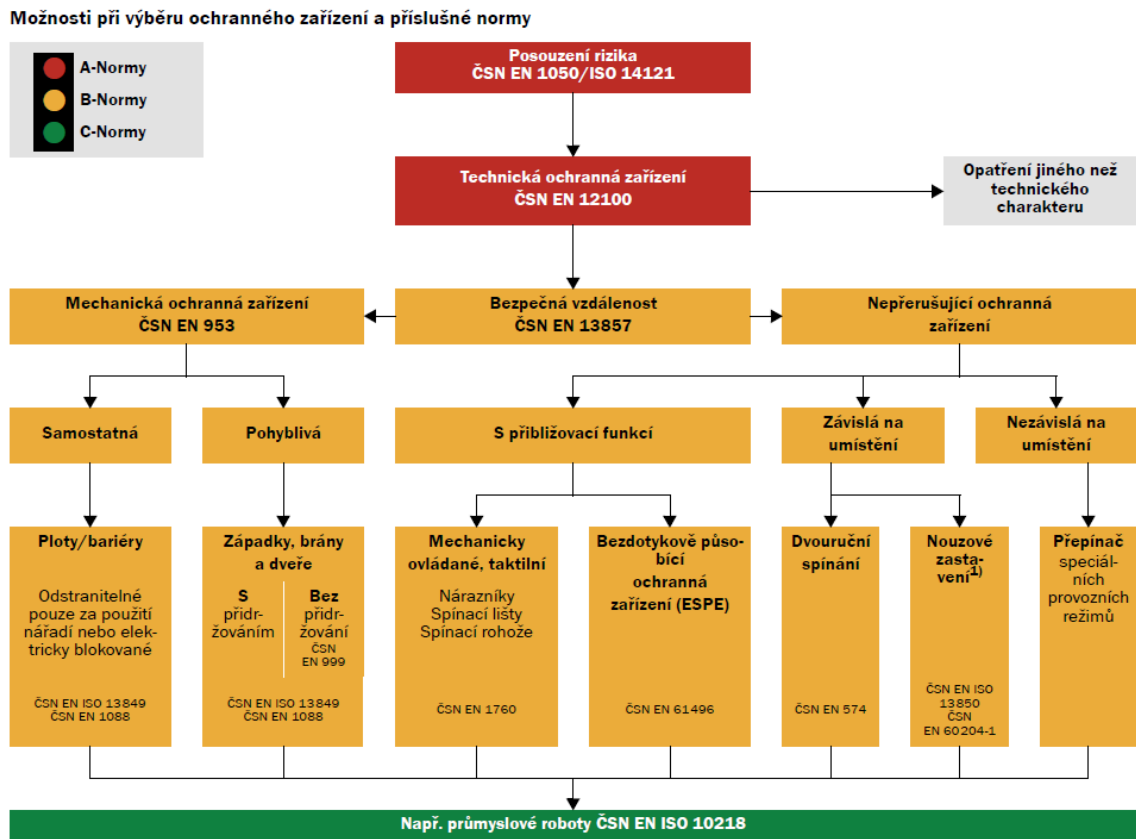 Možnosti při výběru ochranného zařízení a příslušné normy
A-Normy
B-Normy
C-Normy
Posouzení rizika
ČSN EN 1050/ISO 14121
Technická ochranná zařízení
ČSN EN 12100
Opatření jiného než
technického
charakteru
Mechanická ochranná zařízení
ČSN EN 953
Bezpečná vzdálenost
ČSN EN 13857
Nepřerušující ochranná
zařízení
Samostatná
Pohyblivá
S přibližovací funkcí
Závislá na
umístění
Nezávislá na
umístění
Ploty/bariéry
Odstranitelné
pouze za použití
nářadí nebo elek-
tricky blokované
ČSN EN ISO 13849
ČSN EN 1088
Západky, brány
a dveře
S
přidr-
žováním
Bez
přidr-
žování
ČSN
EN 999
ČSN EN ISO 13849
ČSN EN 1088
Mechanicky
ovládané, taktilní
Nárazníky
Spínací lišty
Spínací rohože
ČSN EN 1760
Bezdotykově působ-
bící
ochranná
zařízení (ESPE)
ČSN EN 61496
Dvouruční
spínání
ČSN EN 574
Nouzové
zasta-
vení1)
ČSN EN ISO
13850
ČSN
EN 60204-1
Přepínač
speciál-
ních
provozních
režimů
Např. průmyslové roboty ČSN EN ISO 10218